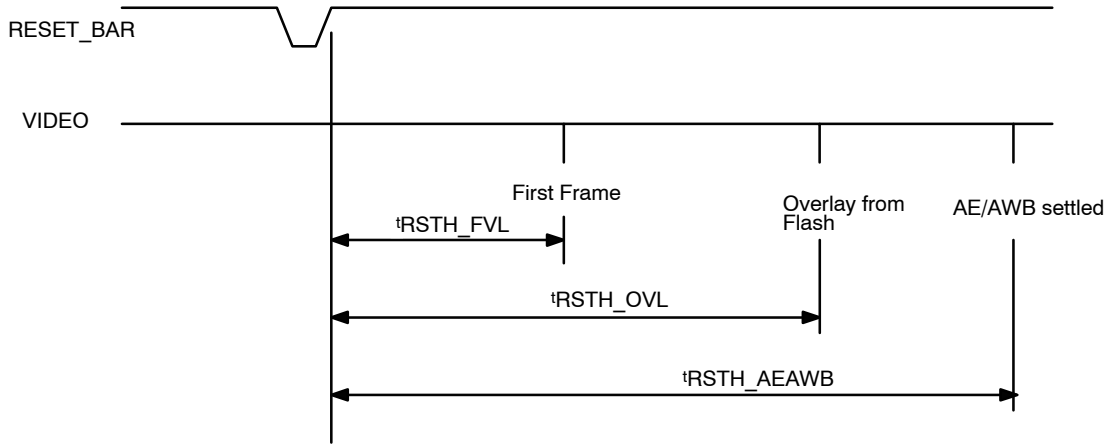 RESET_BAR
VIDEO
First Frame
Overlay from
Flash
AE/AWB settled
tRSTH_FVL
tRSTH_OVL
tRSTH_AEAWB